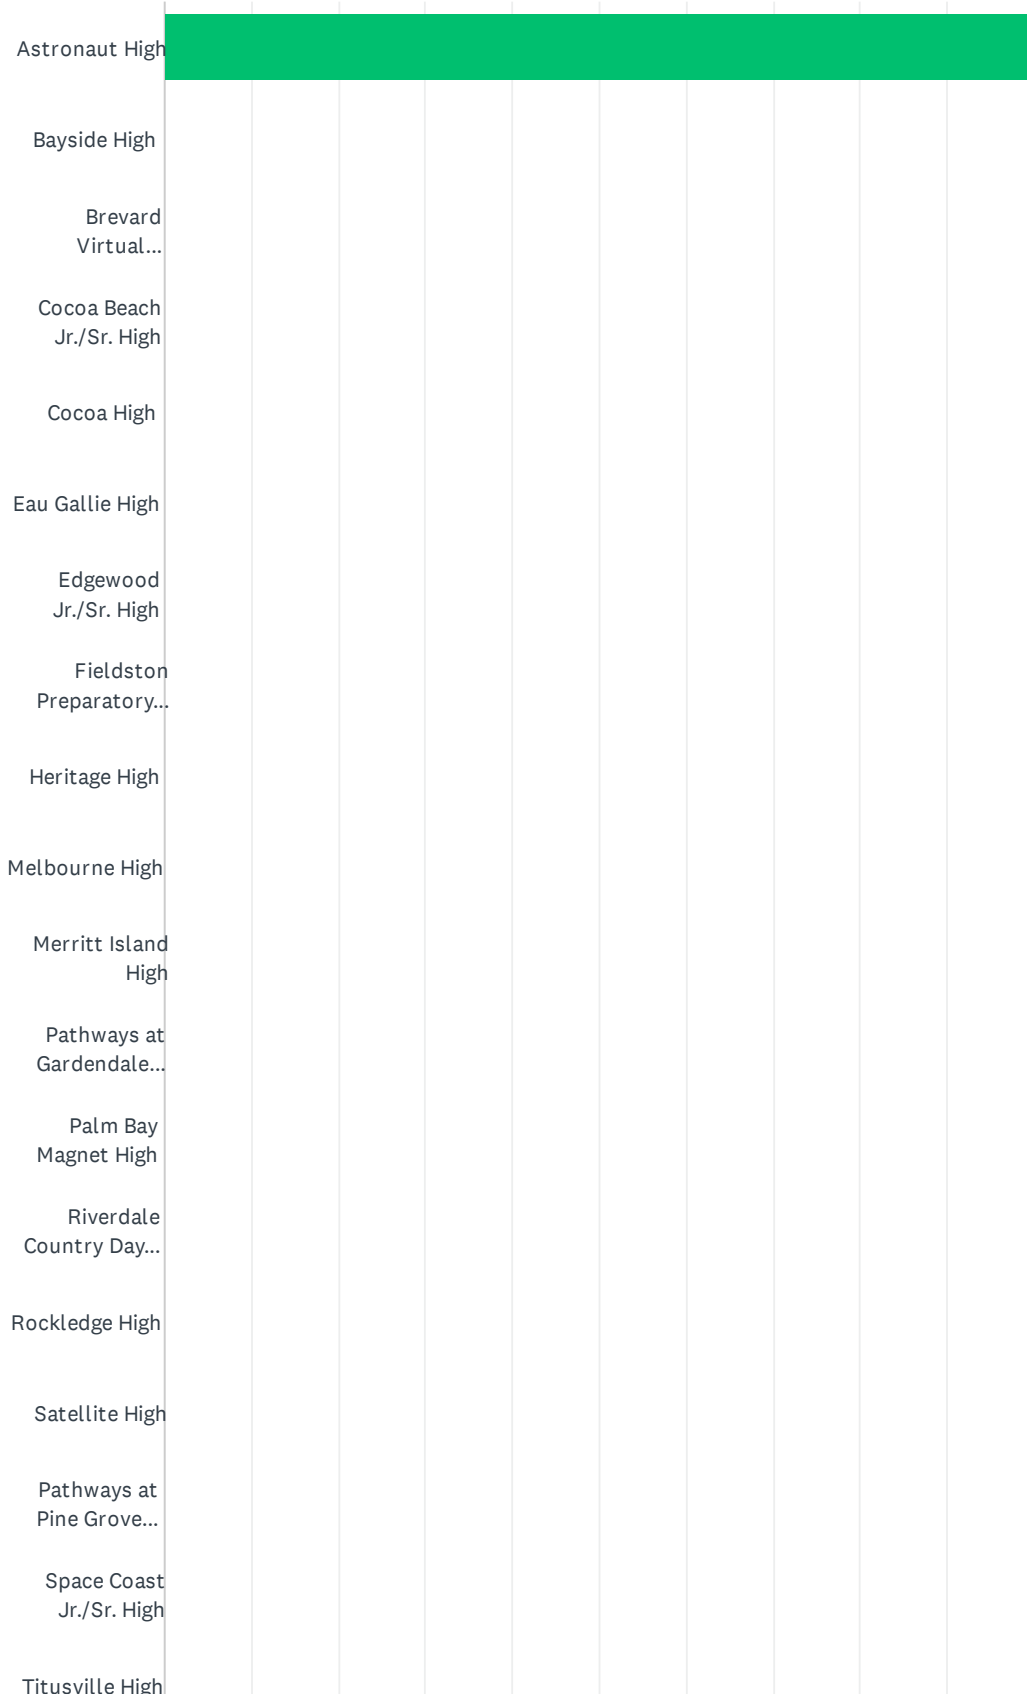 Astronaut High
Bayside High
Brevard
Virtual...
Cocoa Beach
Jr./Sr. High
Cocoa High
Eau Gallie High
Edgewood
Jr./Sr. High
Fieldston
Preparatory...
Heritage High
Melbourne High
Merritt Island
High
Pathways at
Gardendale...
Palm Bay
Magnet High
Riverdale
Country Day...
Rockledge High
Satellite High
Pathways at
Pine Grove...
Space Coast
Jr./Sr. High
Titusville High